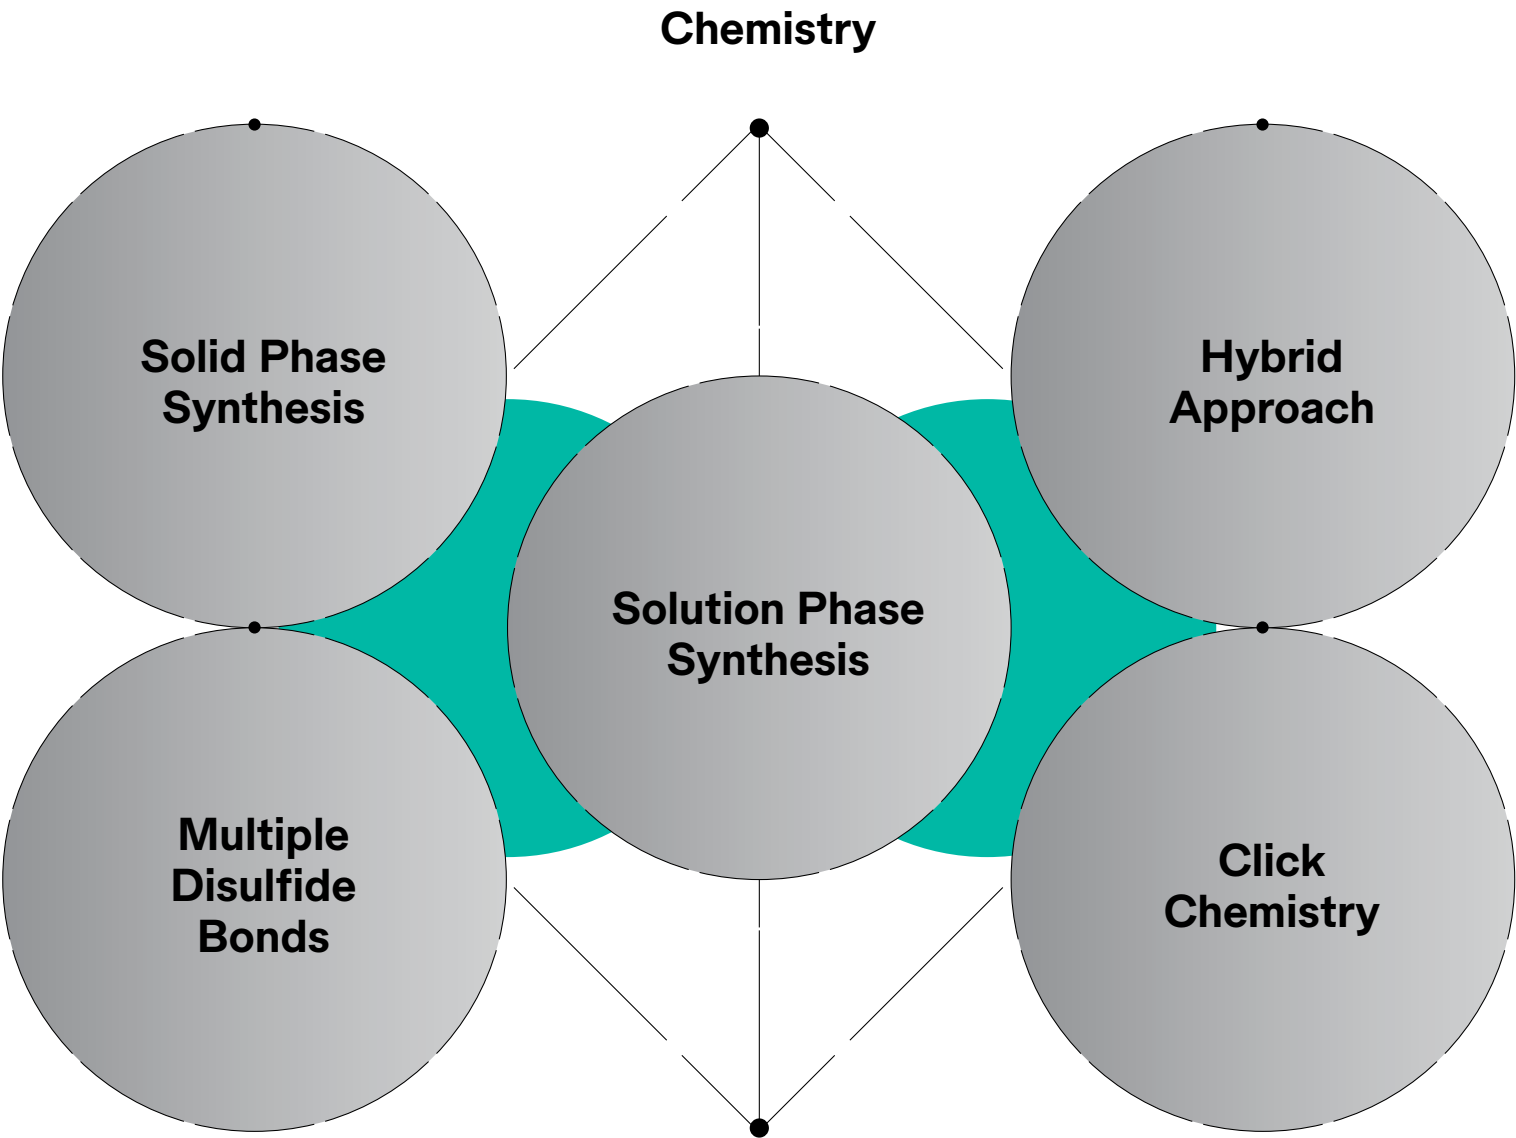 Chemistry
Solid Phase
Synthesis
Hybrid
Approach
Solution Phase
Synthesis
Multiple
Disulfide
Bonds
Click
Chemistry